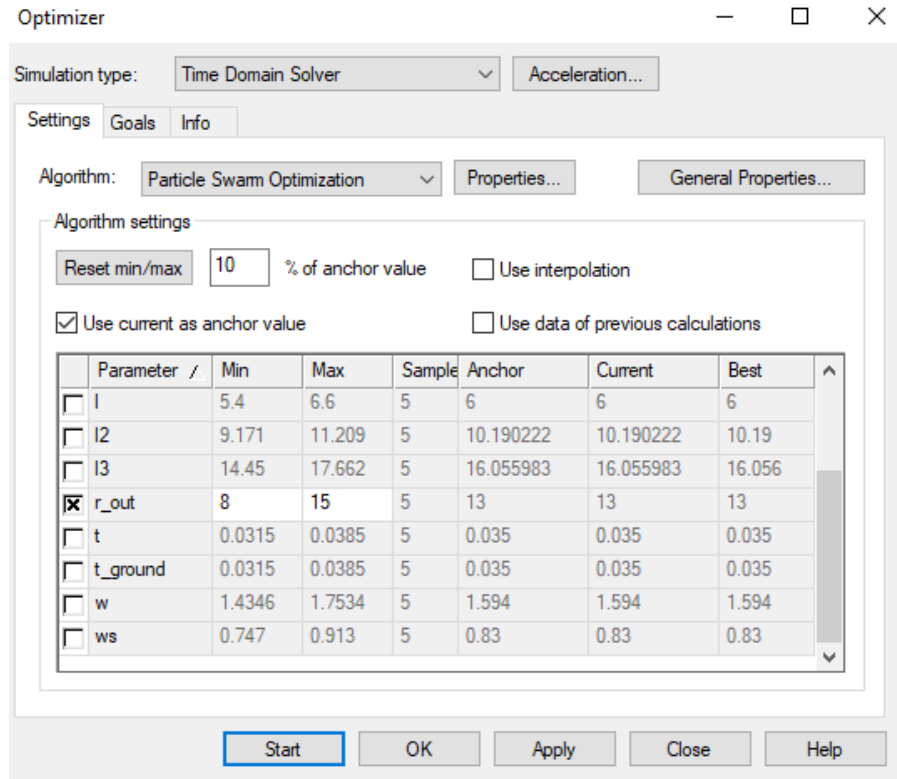 Optimizer
Simulation type: Time Domain Solver Acceleration...
Settings Goals Info
Algorithm: Particle Swarm Optimization Properties... General Properties...
Algorithm settings
Reset min/max 10 % of anchor value Use interpolation
Use current as anchor value Use data of previous calculations
Parameter / Min Max Sample Anchor Current Best
l 5.4 6.6 5 6 6 6
l2 9.171 11.209 5 10.190222 10.190222 10.19
l3 14.45 17.662 5 16.055983 16.055983 16.056
r_out 8 15 5 13 13 13
t 0.0315 0.0385 5 0.035 0.035 0.035
t_ground 0.0315 0.0385 5 0.035 0.035 0.035
w 1.4346 1.7534 5 1.594 1.594 1.594
ws 0.747 0.913 5 0.83 0.83 0.83
Start OK Apply Close Help